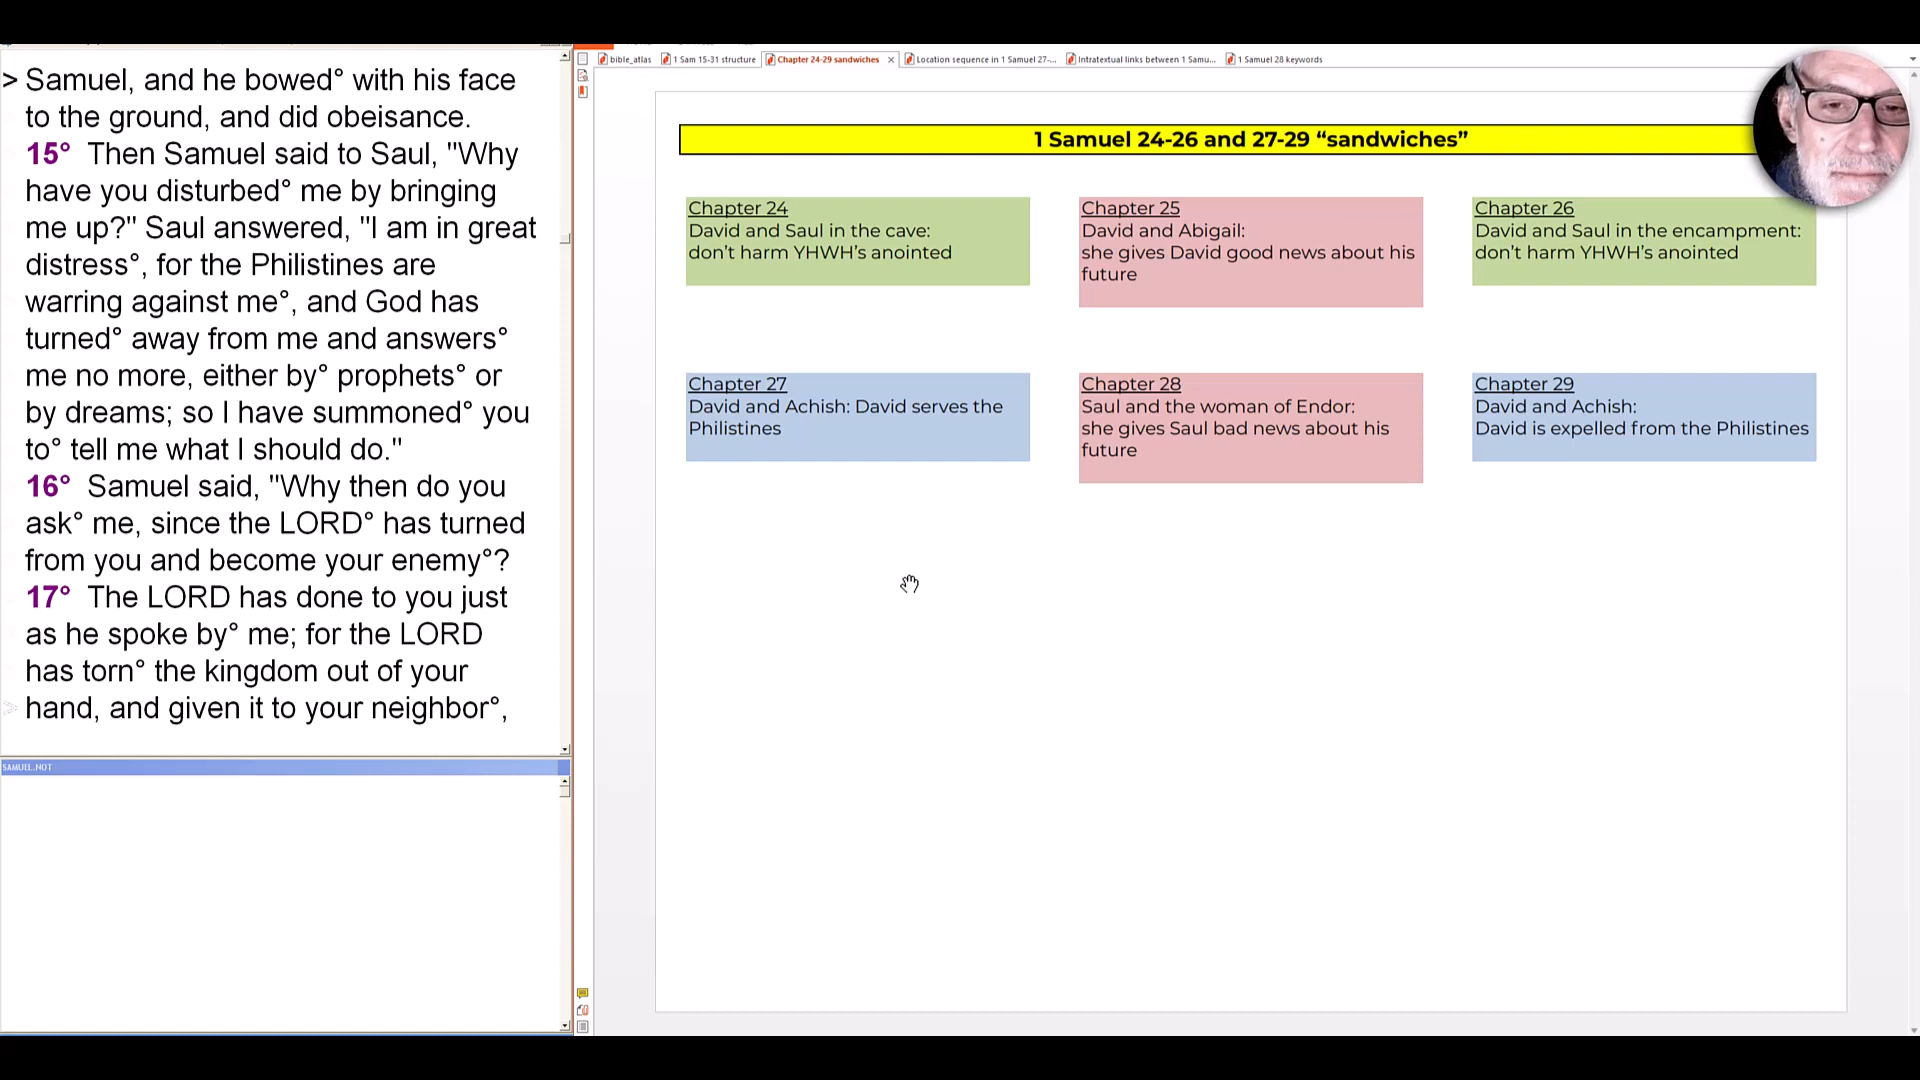 > Samuel, and he bowed° with his face
to the ground, and did obeisance.
15° Then Samuel said to Saul, "Why
have you disturbed° me by bringing
me up?" Saul answered, "I am in great
distress°, for the Philistines are
warring against me°, and God has
turned° away from me and answers°
me no more, either by° prophets° or
by dreams; so I have summoned° you
to° tell me what I should do."
16° Samuel said, "Why then do you
ask° me, since the LORD° has turned
from you and become your enemy°?
17° The LORD has done to you just
as he spoke by° me; for the LORD
has torn° the kingdom out of your
hand, and given it to your neighbor°,
SAMUEL.NOT
bible_atlas
1 Sam 15-31 structure
Chapter 24-29 sandwiches
Location sequence in 1 Samuel 27-...
Intratextual links between 1 Samu...
1 Samuel 28 keywords
1 Samuel 24-26 and 27-29 “sandwiches”
Chapter 24
David and Saul in the cave:
don’t harm YHWH’s anointed
Chapter 25
David and Abigail:
she gives David good news about his
future
Chapter 26
David and Saul in the encampment:
don’t harm YHWH’s anointed
Chapter 27
David and Achish: David serves the
Philistines
Chapter 28
Saul and the woman of Endor:
she gives Saul bad news about his
future
Chapter 29
David and Achish:
David is expelled from the Philistines